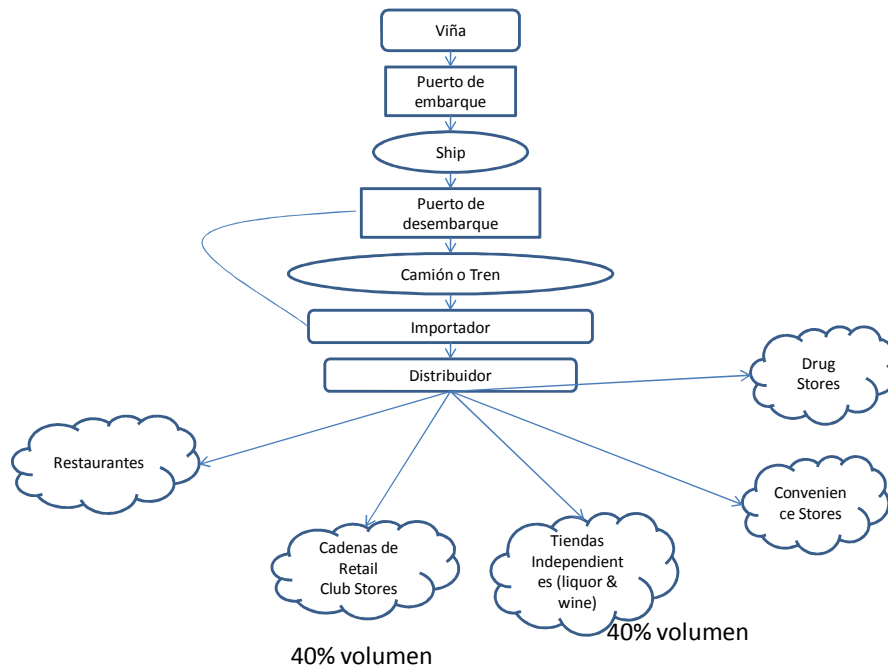 Viña
Puerto de
embarque
Ship
Puerto de
desembarque
Camión o Tren
Importador
Distribuidor
Drug
Stores
Restaurantes
Convenien
ce Stores
Cadenas de
Retail
Club Stores
Tiendas
Independient
es (liquor &
wine)
40% volumen
40% volumen